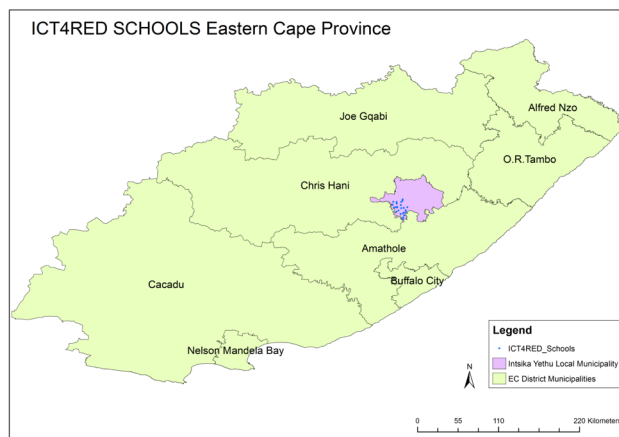 ICT4RED SCHOOLS Eastern Cape Province
Alfred Nzo
Joe Gqabi
O.R.Tambo
Chris Hani
Amathole
Cacadu
Buffalo City
Nelson Mandela Bay
Legend
ICT4RED_Schools
Intsika Yethu Local Municipality
EC District Municipalities
N
0 55 110 220 Kilometers